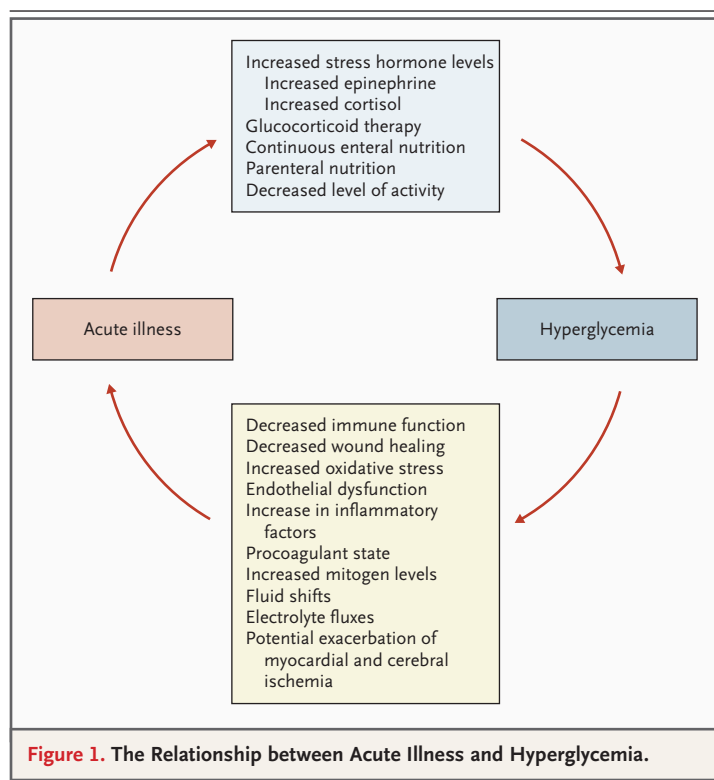 Increased stress hormone levels
Increased epinephrine
Increased cortisol
Glucocorticoid therapy
Continuous enteral nutrition
Parenteral nutrition
Decreased level of activity
Acute illness
Hyperglycemia
Decreased immune function
Decreased wound healing
Increased oxidative stress
Endothelial dysfunction
Increase in inflammatory
factors
Procoagulant state
Increased mitogen levels
Fluid shifts
Electrolyte fluxes
Potential exacerbation of
myocardial and cerebral
ischemia
Figure 1. The Relationship between Acute Illness and Hyperglycemia.